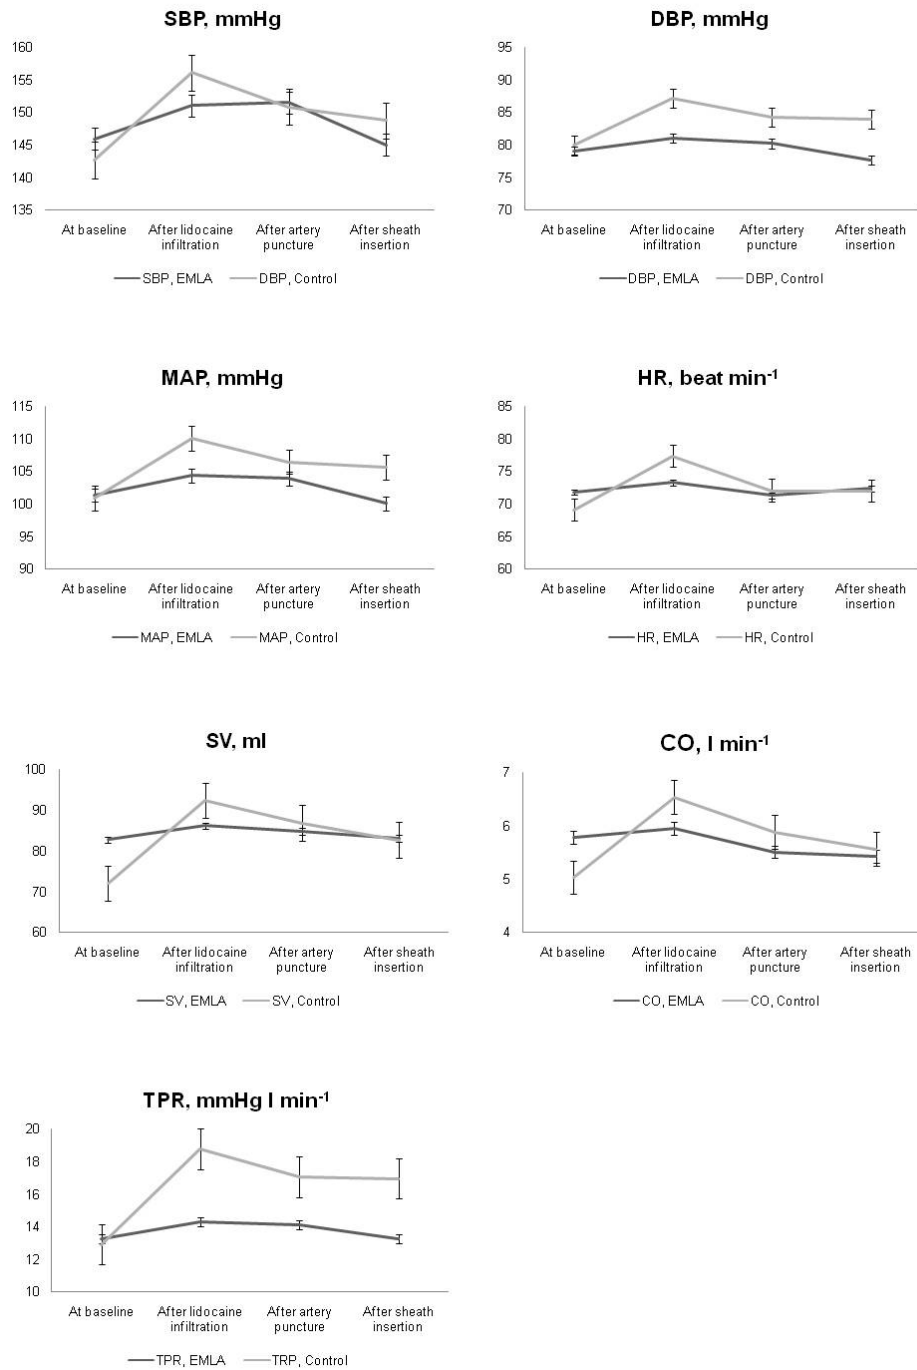 SBP, mmHg
160
155
150
145
140
135
At baseline
After lidocaine
infiltration
After artery
puncture
After sheath
insertion
SBP, EMLA
DBP, Control
DBP, mmHg
95
90
85
80
75
70
At baseline
After lidocaine
infiltration
After artery
puncture
After sheath
insertion
DBP, EMLA
DBP, Control
MAP, mmHg
115
110
105
100
95
90
At baseline
After lidocaine
infiltration
After artery
puncture
After sheath
insertion
MAP, EMLA
MAP, Control
HR, beat min⁻¹
85
80
75
70
65
60
At baseline
After lidocaine
infiltration
After artery
puncture
After sheath
insertion
HR, EMLA
HR, Control
SV, ml
100
90
80
70
60
At baseline
After lidocaine
infiltration
After artery
puncture
After sheath
insertion
SV, EMLA
SV, Control
CO, l min⁻¹
7
6
5
4
At baseline
After lidocaine
infiltration
After artery
puncture
After sheath
insertion
CO, EMLA
CO, Control
TPR, mmHg l min⁻¹
20
18
16
14
12
10
At baseline
After lidocaine
infiltration
After artery
puncture
After sheath
insertion
TPR, EMLA
TRP, Control